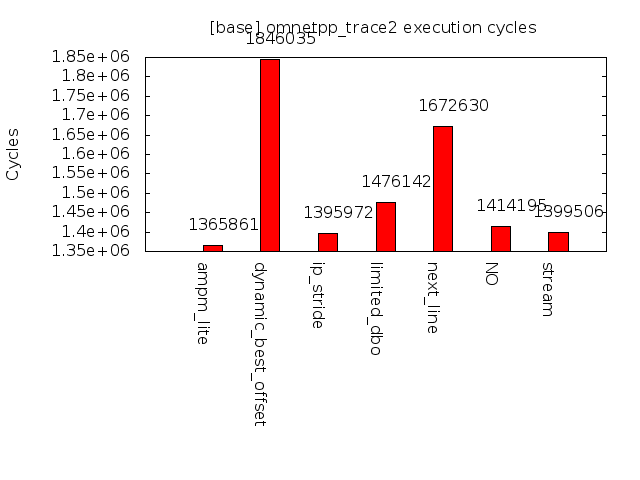 [base] omnetpp_trace2 execution cycles
1846035
1.85e+06
1.8e+06
1.75e+06
1.7e+06
1.65e+06
1.6e+06
1.55e+06
1.5e+06
1.45e+06
1.4e+06
1.35e+06
Cycles
1365861
1395972
1476142
1672630
1414195
1399506
ampm_lite
dynamic_best_offset
ip_stride
limited_dbo
next_line
NO
stream